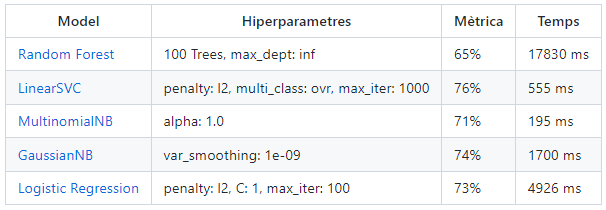 Model Hiperparametres Mètrica Temps
Random Forest 100 Trees, max_dept: inf 65% 17830 ms
LinearSVC penalty: l2, multi_class: ovr, max_iter: 1000 76% 555 ms
MultinomialNB alpha: 1.0 71% 195 ms
GaussianNB var_smoothing: 1e-09 74% 1700 ms
Logistic Regression penalty: l2, C: 1, max_iter: 100 73% 4926 ms